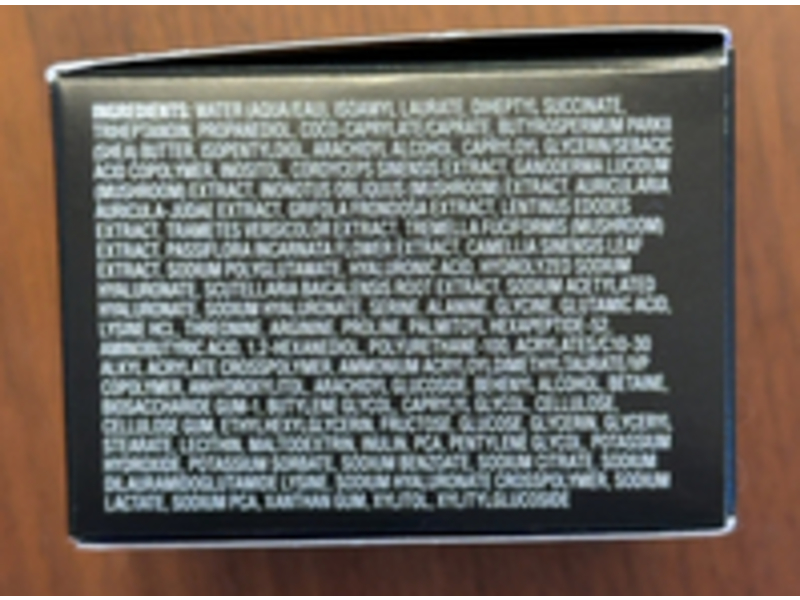 INGREDIENTS: WATER (AQUA/EAU), ISOAMYL LAURATE, DIHEPTYL SUCCINATE,
TRIHEPTANOIN, PROPANEDIOL, COCO-CAPRYLATE/CAPRATE, BUTYROSPERMUM PARKII
(SHEA) BUTTER, ISOPENTYLDIOL, ARACHIDYL ALCOHOL, CAPRYLOYL GLYCERIN/SEBACIC
ACID COPOLYMER, INOSITOL, CORDYCEPS SINENSIS EXTRACT, GANODERMA LUCIDUM
(MUSHROOM) EXTRACT, INONOTUS OBLIQUUS (MUSHROOM) EXTRACT, AURICULARIA
AURICULA-JUDAE EXTRACT, GRIFOLA FRONDOSA EXTRACT, LENTINUS EDODES
EXTRACT, TRAMETES VERSICOLOR EXTRACT, TREMELLA FUCIFORMIS (MUSHROOM)
EXTRACT, PASSIFLORA INCARNATA FLOWER EXTRACT, CAMELLIA SINENSIS LEAF
EXTRACT, SODIUM POLYGLUTAMATE, HYALURONIC ACID, HYDROLYZED SODIUM
HYALURONATE, SCUTELLARIA BAICALENSIS ROOT EXTRACT, SODIUM ACETYLATED
HYALURONATE, SODIUM HYALURONATE, SERINE, ALANINE, GLYCINE, GLUTAMIC ACID,
LYSINE HCL, THREONINE, ARGININE, PROLINE, PALMITOYL HEXAPEPTIDE-52,
AMINOBUTYRIC ACID, 1,2-HEXANEDIOL, POLYURETHANE-100, ACRYLATES/C10-30
ALKYL ACRYLATE CROSSPOLYMER, AMMONIUM ACRYLOYLDIMETHYLTAURATE/VP
COPOLYMER, ANHYDROXYLITOL, ARACHIDYL GLUCOSIDE, BEHENYL ALCOHOL, BETAINE,
BIOSACCHARIDE GUM-1, BUTYLENE GLYCOL, CAPRYLYL GLYCOL, CELLULOSE,
CELLULOSE GUM, ETHYLHEXYLGLYCERIN, FRUCTOSE, GLUCOSE, GLYCERIN, GLYCERYL
STEARATE, LECITHIN, MALTODEXTRIN, INULIN, PCA, PENTYLENE GLYCOL, POTASSIUM
HYDROXIDE, POTASSIUM SORBATE, SODIUM BENZOATE, SODIUM CITRATE, SODIUM
DILAURAMIDOGLUTAMIDE LYSINE, SODIUM HYALURONATE CROSSPOLYMER, SODIUM
LACTATE, SODIUM PCA, XANTHAN GUM, XYLITOL, XYLITYLGLUCOSIDE